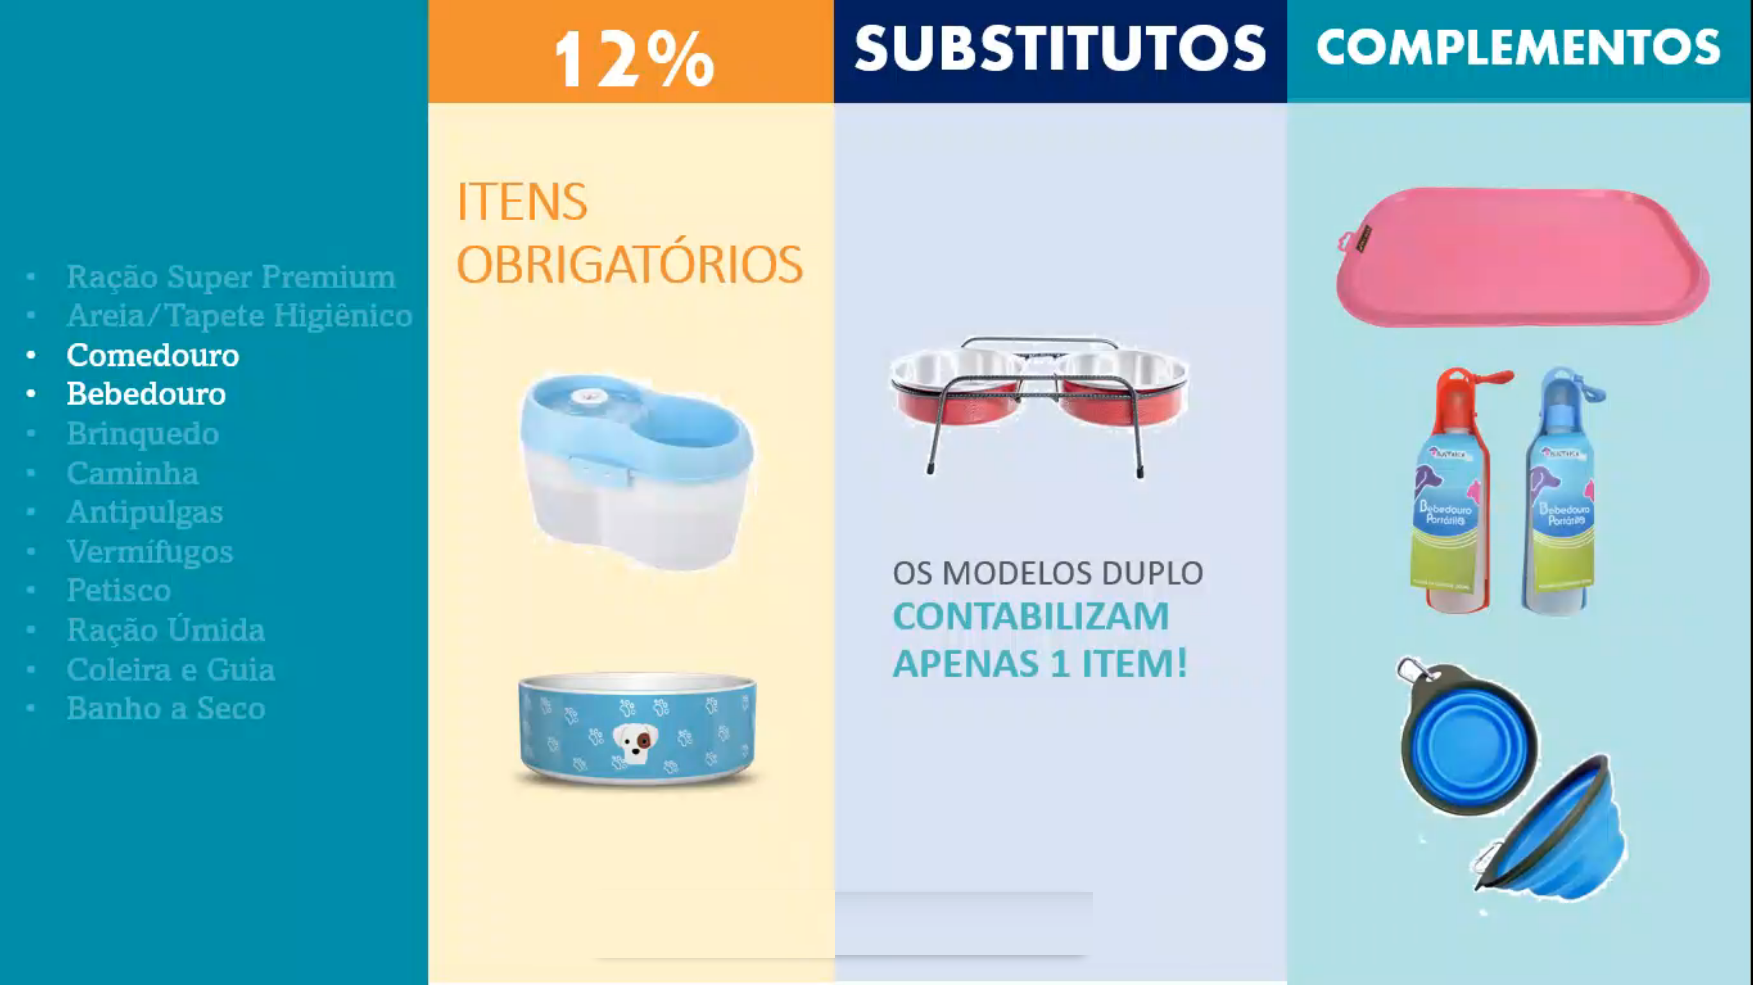 • Ração Super Premium
• Areia/Tapete Higiênico
• Comedouro
• Bebedouro
• Brinquedo
• Caminha
• Antipulgas
• Vermífugos
• Petisco
• Ração Úmida
• Coleira e Guia
• Banho a Seco
12%
ITENS
OBRIGATÓRIOS
SUBSTITUTOS
OS MODELOS DUPLO
CONTABILIZAM
APENAS 1 ITEM!
COMPLEMENTOS
Bebedouro
Portátil
Bebedouro
Portátil